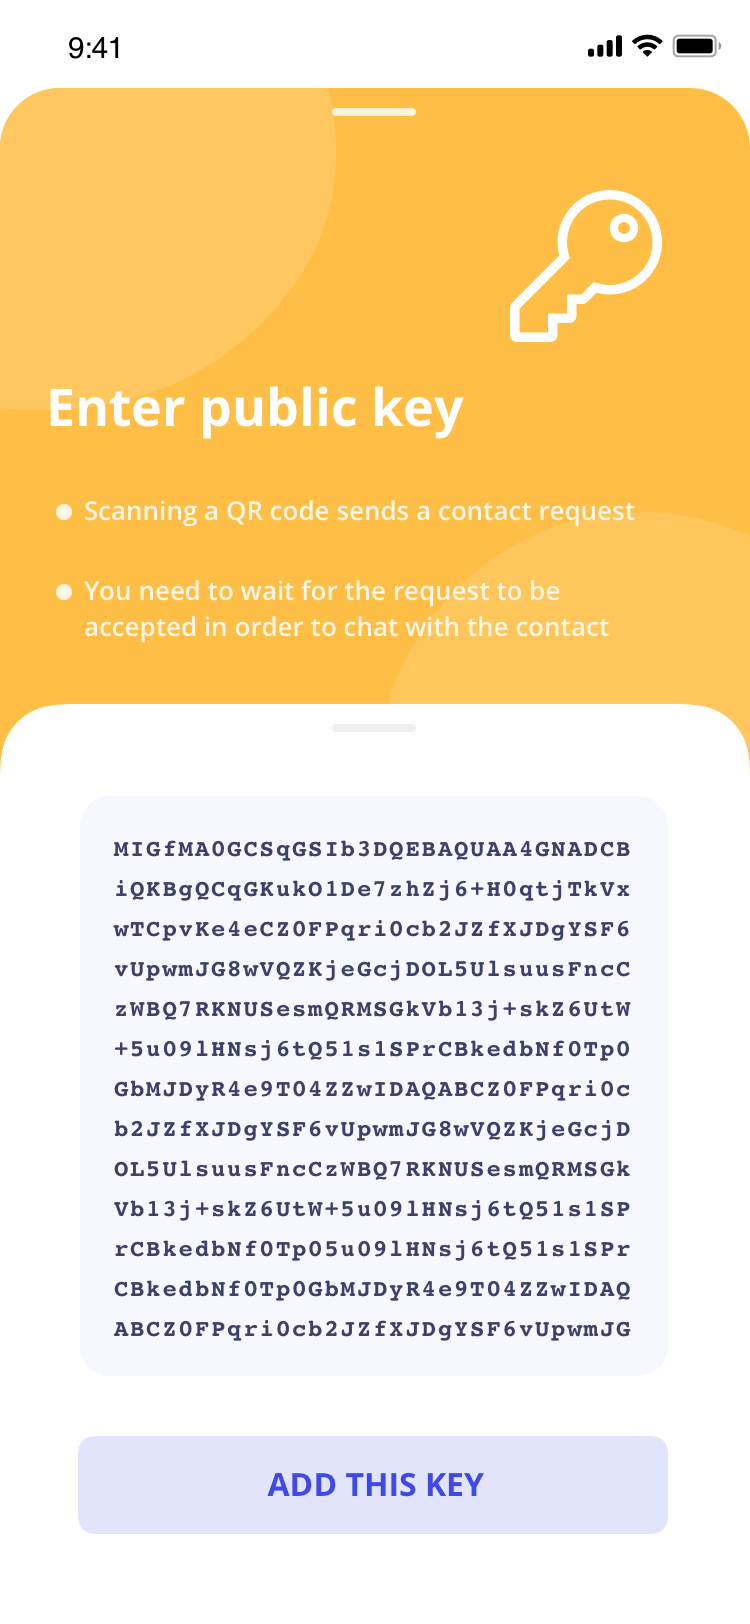 9:41
Enter public key
Scanning a QR code sends a contact request
You need to wait for the request to be
accepted in order to chat with the contact
MIGfMA0GCSqGSIb3DQEBAQUAA4GNADCB
iQKBgQCqGKukO1De7zhZj6+H0qtjTkVx
wTCpvKe4eCZ0FPqri0cb2JZfXJDgYSF6
vUpwmJG8wVQZKjeGcjDOL5UlsuusFncC
zWBQ7RKNUSesmQRMSGkVb13j+skZ6UtW
+5u09lHNsj6tQ51s1SPrCBkedbNf0Tp0
GbMJDyR4e9T04ZZwIDAQABCZ0FPqri0c
b2JZfXJDgYSF6vUpwmJG8wVQZKjeGcjD
OL5UlsuusFncCzWBQ7RKNUSesmQRMSGk
Vb13j+skZ6UtW+5u09lHNsj6tQ51s1SP
rCBkedbNf0Tp05u09lHNsj6tQ51s1SPr
CBkedbNf0Tp0GbMJDyR4e9T04ZZwIDAQ
ABCZ0FPqri0cb2JZfXJDgYSF6vUpwmJG
ADD THIS KEY